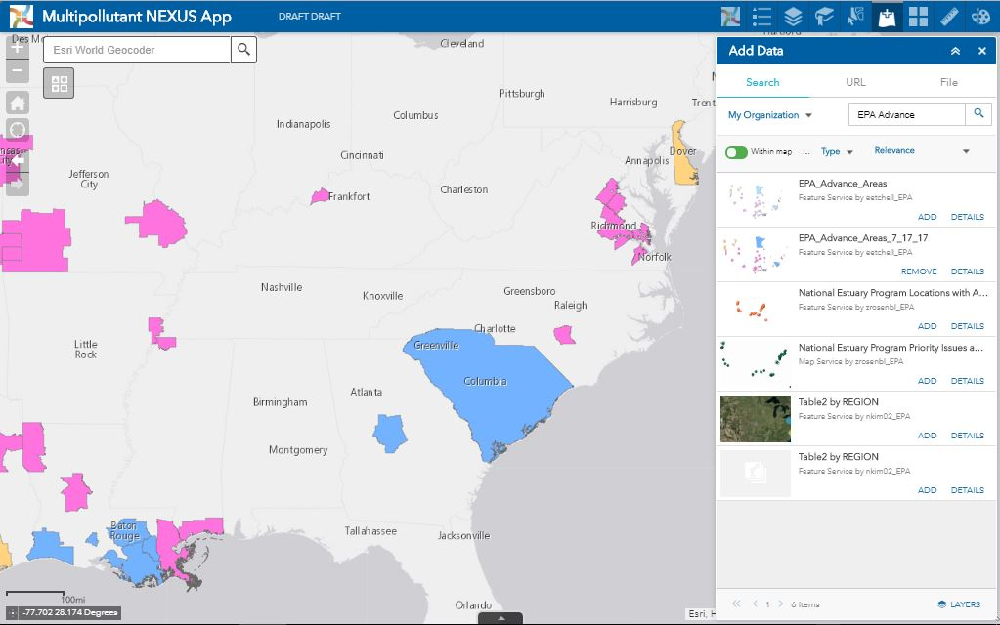 Multipollutant NEXUS App
DRAFT DRAFT
Esri World Geocoder
Add Data
Search
URL
File
My Organization
EPA Advance
Within map
...
Type
Relevance
EPA_Advance_Areas
Feature Service by eetchell_EPA
ADD
DETAILS
EPA_Advance_Areas_7_17_17
Feature Service by eetchell_EPA
REMOVE
DETAILS
National Estuary Program Locations with A...
Feature Service by zrosenbl_EPA
ADD
DETAILS
National Estuary Program Priority Issues a...
Map Service by zrosenbl_EPA
ADD
DETAILS
Table2 by REGION
Feature Service by nkim02_EPA
ADD
DETAILS
Table2 by REGION
Feature Service by nkim02_EPA
ADD
DETAILS
1
6 Items
LAYERS
Cleveland
Pittsburgh
Harrisburg
Trent
Columbus
Indianapolis
Cincinnati
Annapolis
Dover
Jefferson
City
Charleston
Frankfort
Richmond
Norfolk
Nashville
Knoxville
Greensboro
Raleigh
Charlotte
Little
Rock
Greenville
Columbia
Atlanta
Birmingham
Montgomery
Baton
Rouge
Tallahassee
Jacksonville
Orlando
100mi
-77.702 28.174 Degrees
Esri, H